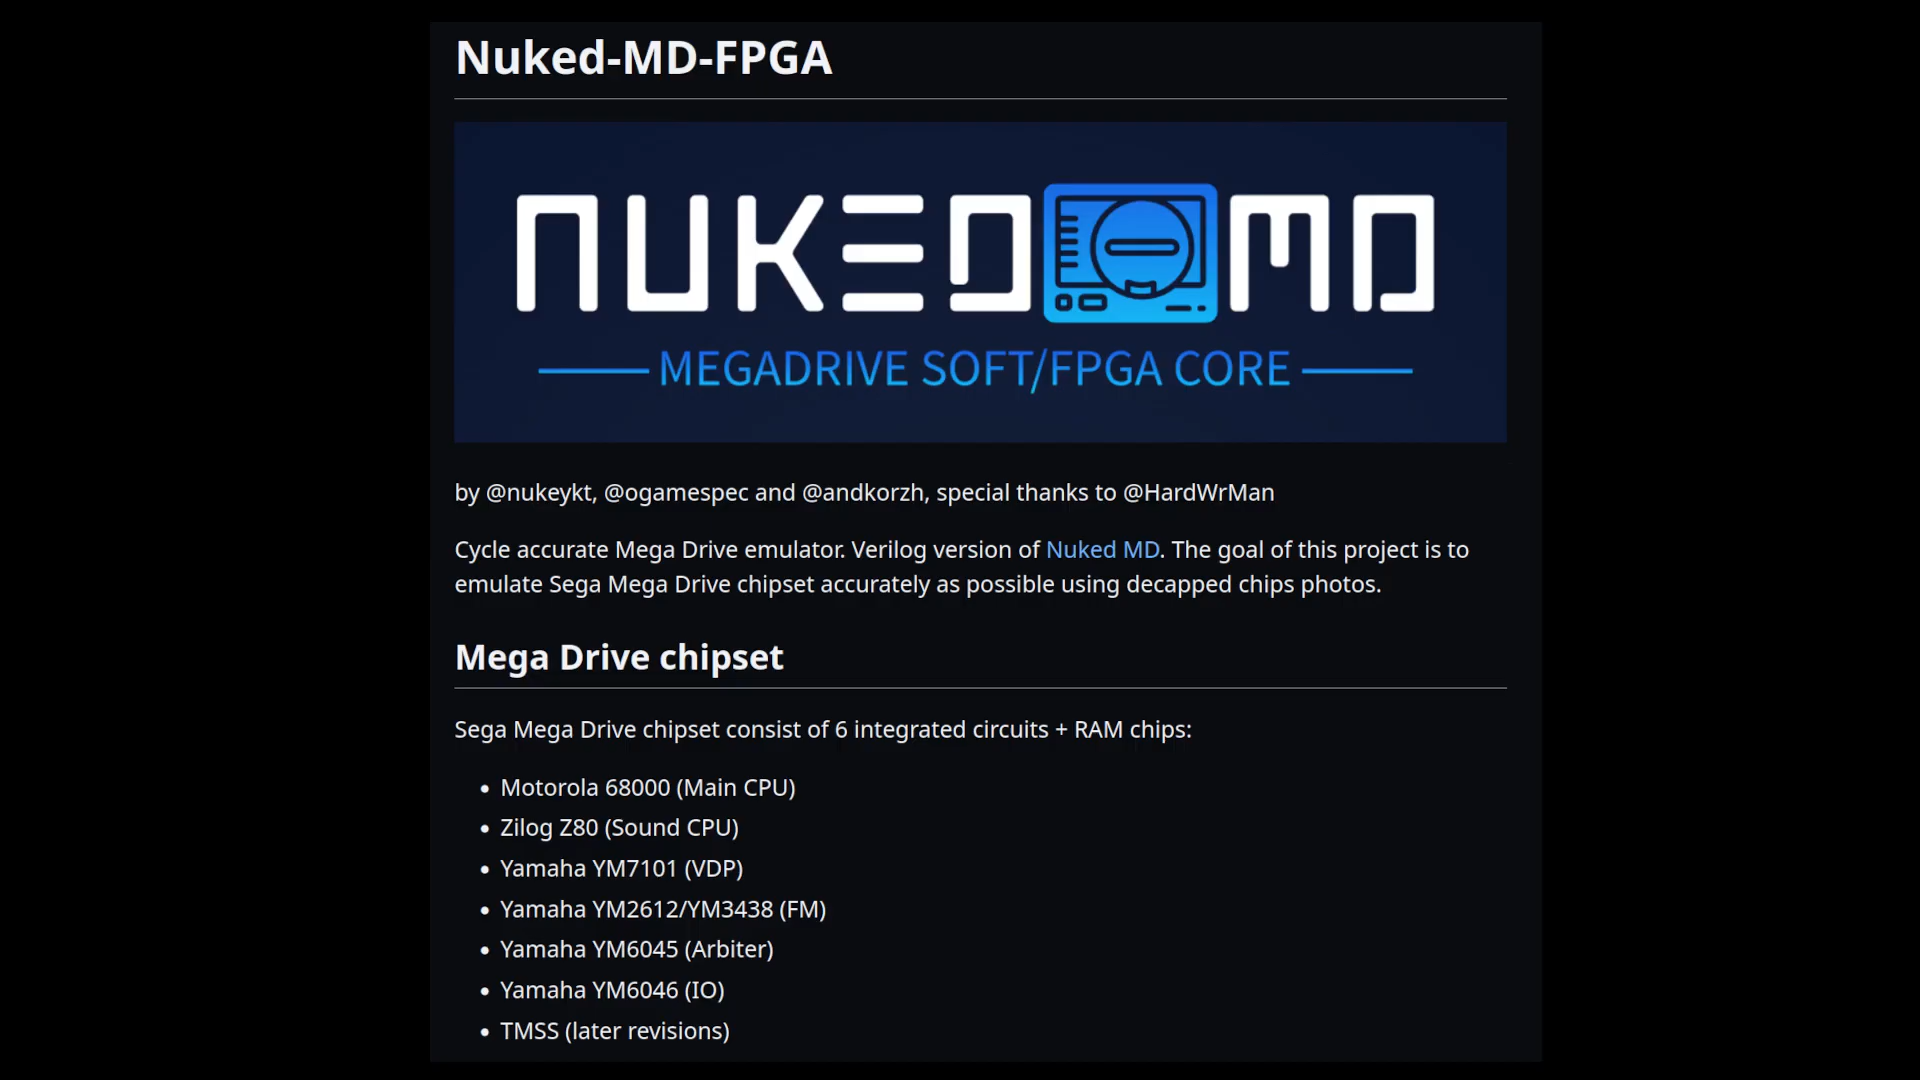 Nuked-MD-FPGA
NUKED MD
MEGADRIVE SOFT/FPGA CORE
by @nukeykt, @ogamespec and @andkorzh, special thanks to @HardWrMan
Cycle accurate Mega Drive emulator. Verilog version of Nuked MD. The goal of this project is to
emulate Sega Mega Drive chipset accurately as possible using decapped chips photos.
Mega Drive chipset
Sega Mega Drive chipset consist of 6 integrated circuits + RAM chips:
• Motorola 68000 (Main CPU)
• Zilog Z80 (Sound CPU)
• Yamaha YM7101 (VDP)
• Yamaha YM2612/YM3438 (FM)
• Yamaha YM6045 (Arbiter)
• Yamaha YM6046 (IO)
• TMSS (later revisions)